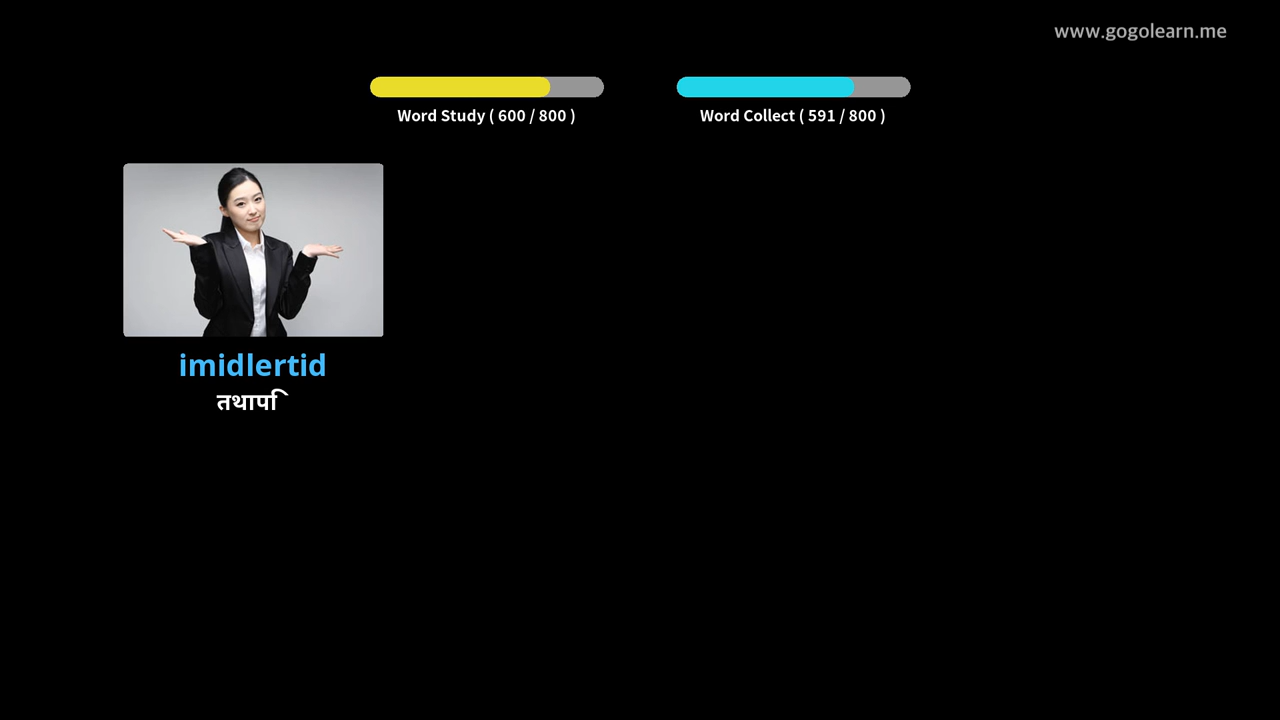 www.gogolearn.me
Word Study ( 600 / 800 )
Word Collect ( 591 / 800 )
imidlertid
तथापि